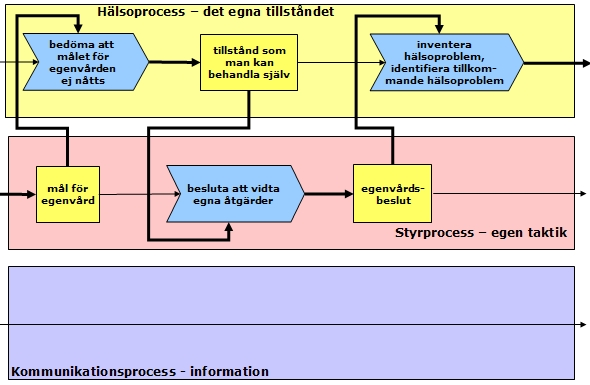 Hälsoprocess – det egna tillståndet
bedöma att
målet för
egenvården
ej nåtts
tillstånd som
man kan
behandla själv
inventera
hälsoproblem,
identifiera tillkom-
mande hälsoproblem
mål för
egenvård
besluta att vidta
egna åtgärder
egenvårds-
beslut
Styrprocess – egen taktik
Kommunikationsprocess - information